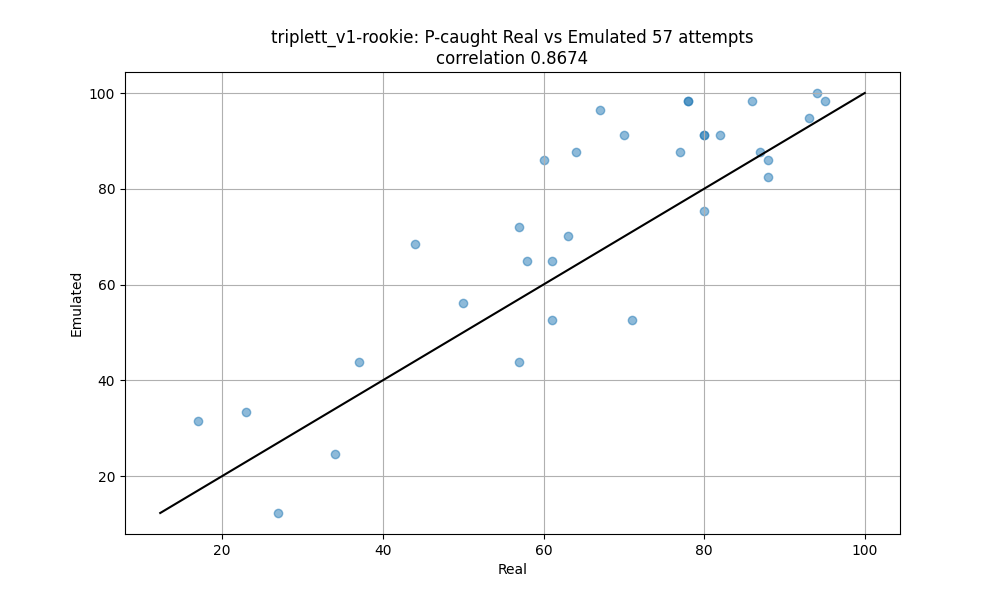 triplett_v1-rookie: P-caught Real vs Emulated 57 attempts
correlation 0.8674
100
80
60
40
20
Emulated
20 40 60 80 100
Real